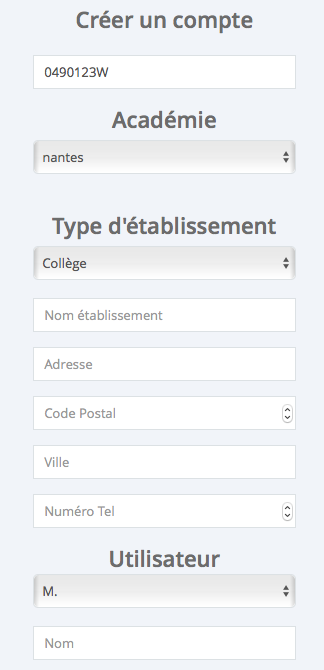 Créer un compte
0490123W
Académie
nantes
Type d'établissement
Collège
Nom établissement
Adresse
Code Postal
Ville
Numéro Tel
Utilisateur
M.
Nom